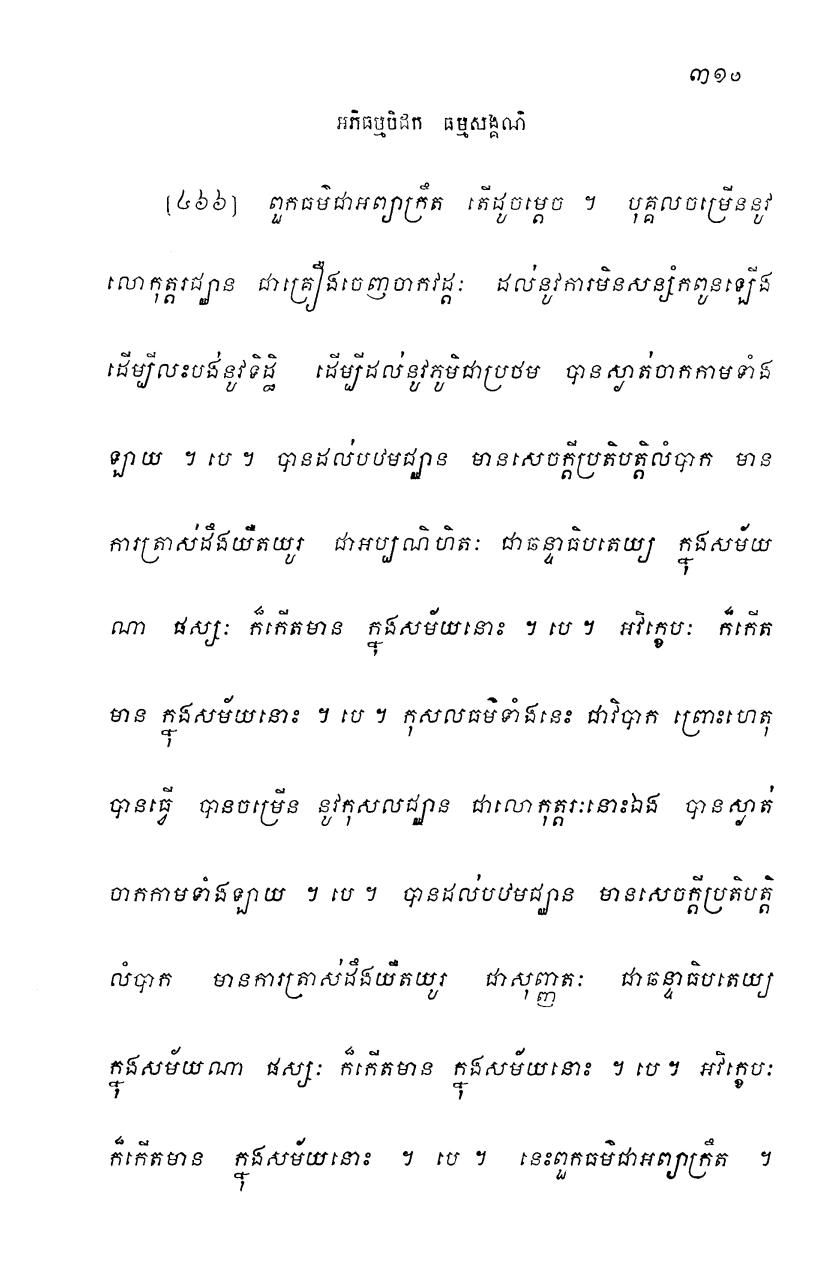 ៣១០
អភិធម្មបិដក ធម្មសង្គណិ
(៤៦៦) ពួកធម៌ជាអព្យាក្រឹត តើដូចម្តេច ។ បុគ្គលចម្រើននូវ
លោកុត្តរជ្ឈាន ជាគ្រឿងចេញចាកវដ្តៈ ដល់នូវការមិនសន្សំកពូនឡើង
ដើម្បីលះបង់នូវទិដ្ឋិ ដើម្បីដល់នូវភូមិជាប្រថម បានស្ងាត់ចាកកាមទាំង
ឡាយ ។ បេ ។ បានដល់បឋមជ្ឈាន មានសេចក្តីប្រតិបត្តិលំបាក មាន
ការត្រាស់ដឹងយឺតយូរ ជាអប្បណិហិតៈ ជាឆន្ទាធិបតេយ្យ ក្នុងសម័យ
ណា ផស្សៈ ក៏កើតមាន ក្នុងសម័យនោះ ។ បេ ។ អវិក្ខេបៈ ក៏កើត
មាន ក្នុងសម័យនោះ ។ បេ ។ កុសលធម៌ទាំងនេះ ជាវិបាក ព្រោះហេតុ
បានធ្វើ បានចម្រើន នូវកុសលជ្ឈាន ជាលោកុត្តរៈនោះឯង បានស្ងាត់
ចាកកាមទាំងឡាយ ។ បេ ។ បានដល់បឋមជ្ឈាន មានសេចក្តីប្រតិបត្តិ
លំបាក មានការត្រាស់ដឹងយឺតយូរ ជាសុញ្ញតៈ ជាឆន្ទាធិបតេយ្យ
ក្នុងសម័យណា ផស្សៈ ក៏កើតមាន ក្នុងសម័យនោះ ។ បេ ។ អវិក្ខេបៈ
ក៏កើតមាន ក្នុងសម័យនោះ ។ បេ ។ នេះពួកធម៌ជាអព្យាក្រឹត ។